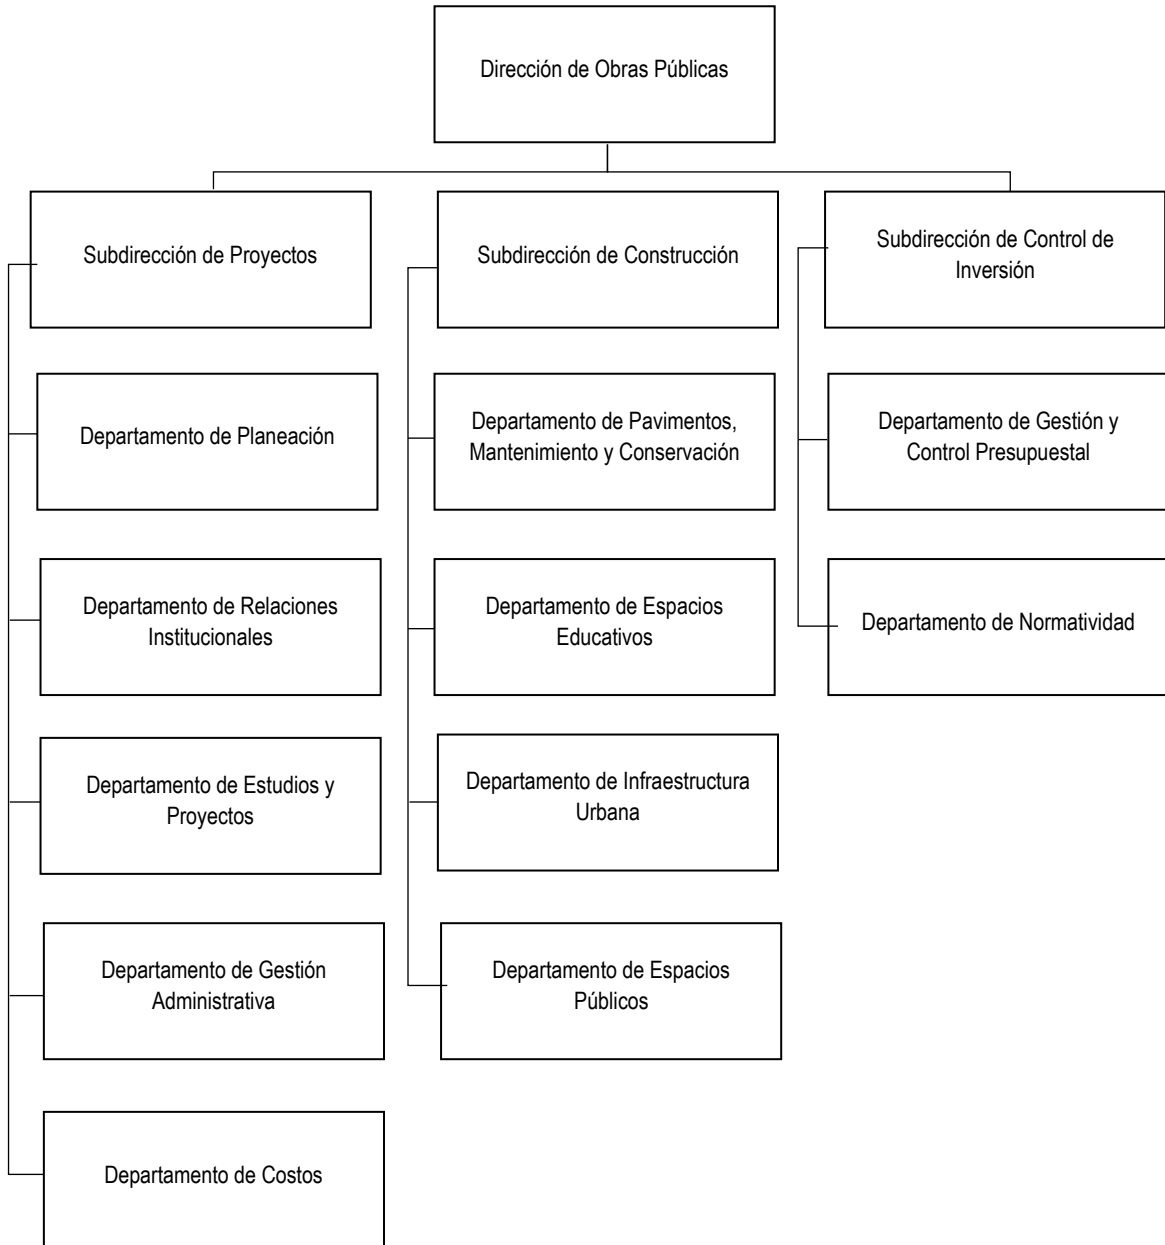 Dirección de Obras Públicas
Subdirección de Proyectos
Subdirección de Construcción
Subdirección de Control de
Inversión
Departamento de Planeación
Departamento de Pavimentos,
Mantenimiento y Conservación
Departamento de Gestión y
Control Presupuestal
Departamento de Relaciones
Institucionales
Departamento de Espacios
Educativos
Departamento de Normatividad
Departamento de Estudios y
Proyectos
Departamento de Infraestructura
Urbana
Departamento de Gestión
Administrativa
Departamento de Espacios
Públicos
Departamento de Costos